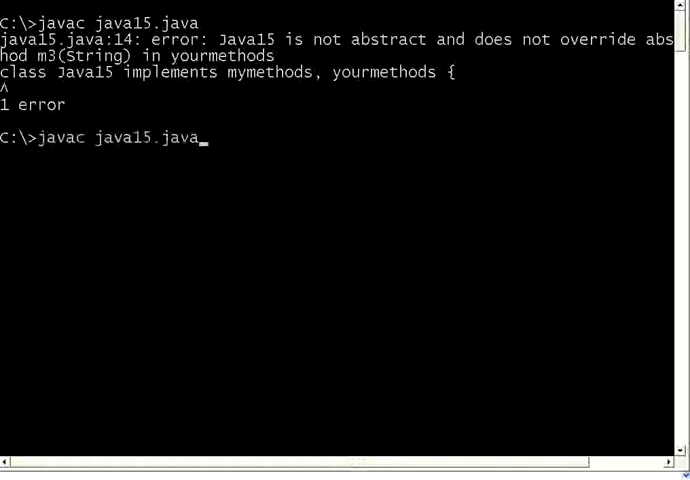 C:\>javac java15.java
java15.java:14: error: Java15 is not abstract and does not override abs
hod m3(String) in yourmethods
class Java15 implements mymethods, yourmethods {
^
1 error
C:\>javac java15.java_